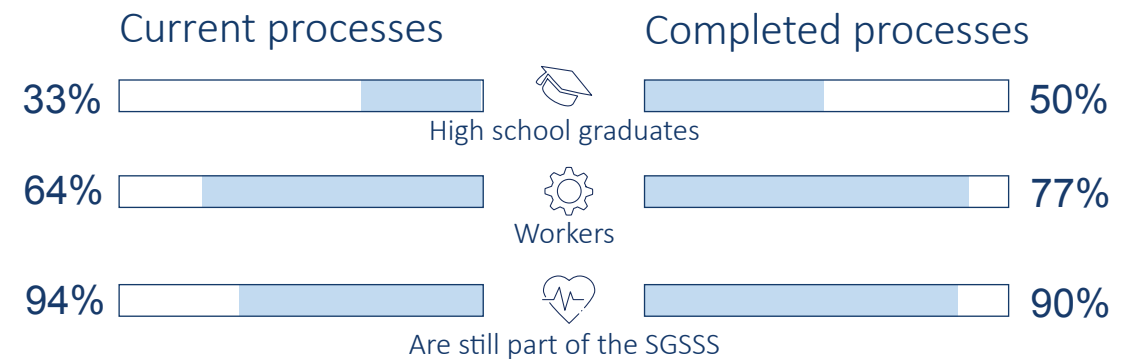 Current processes Completed processes
33% 50%
High school graduates
64% 77%
Workers
94% 90%
Are still part of the SGSSS